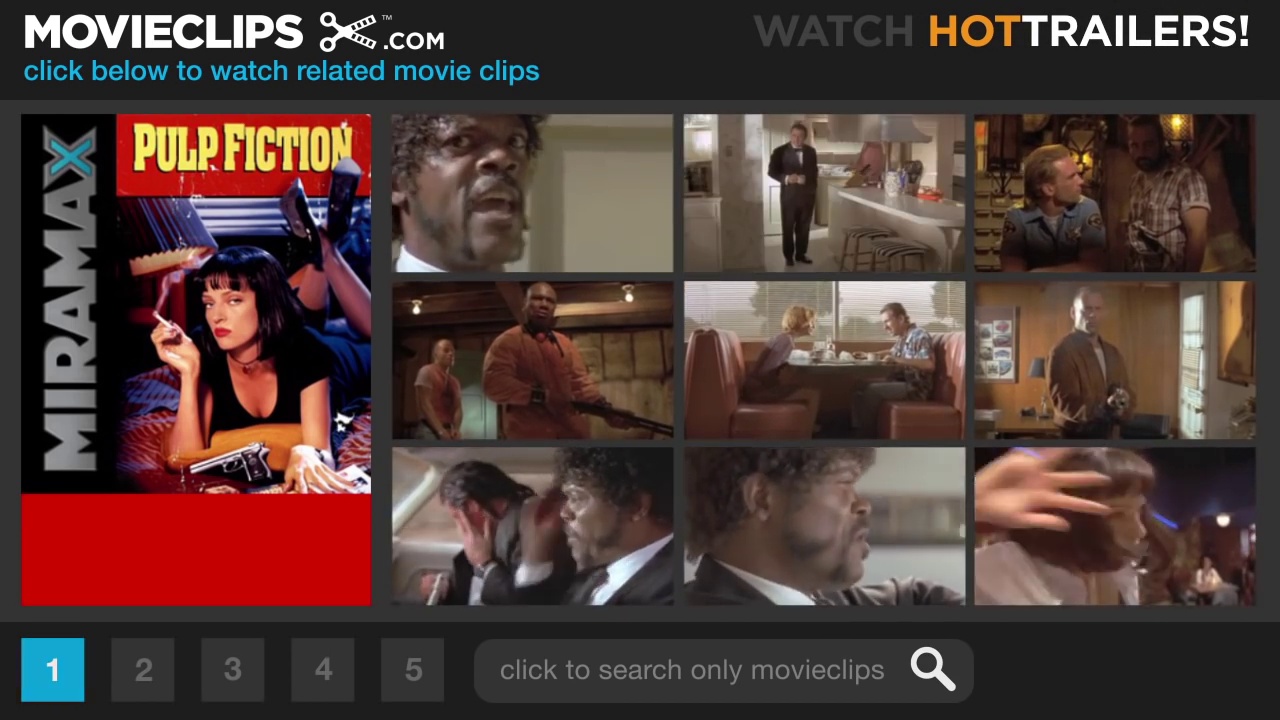 MOVIECLIPS .COM
™
WATCH HOTTRAILERS!
click below to watch related movie clips
MIRAMAX
PULP FICTION
1 2 3 4 5
click to search only movieclips